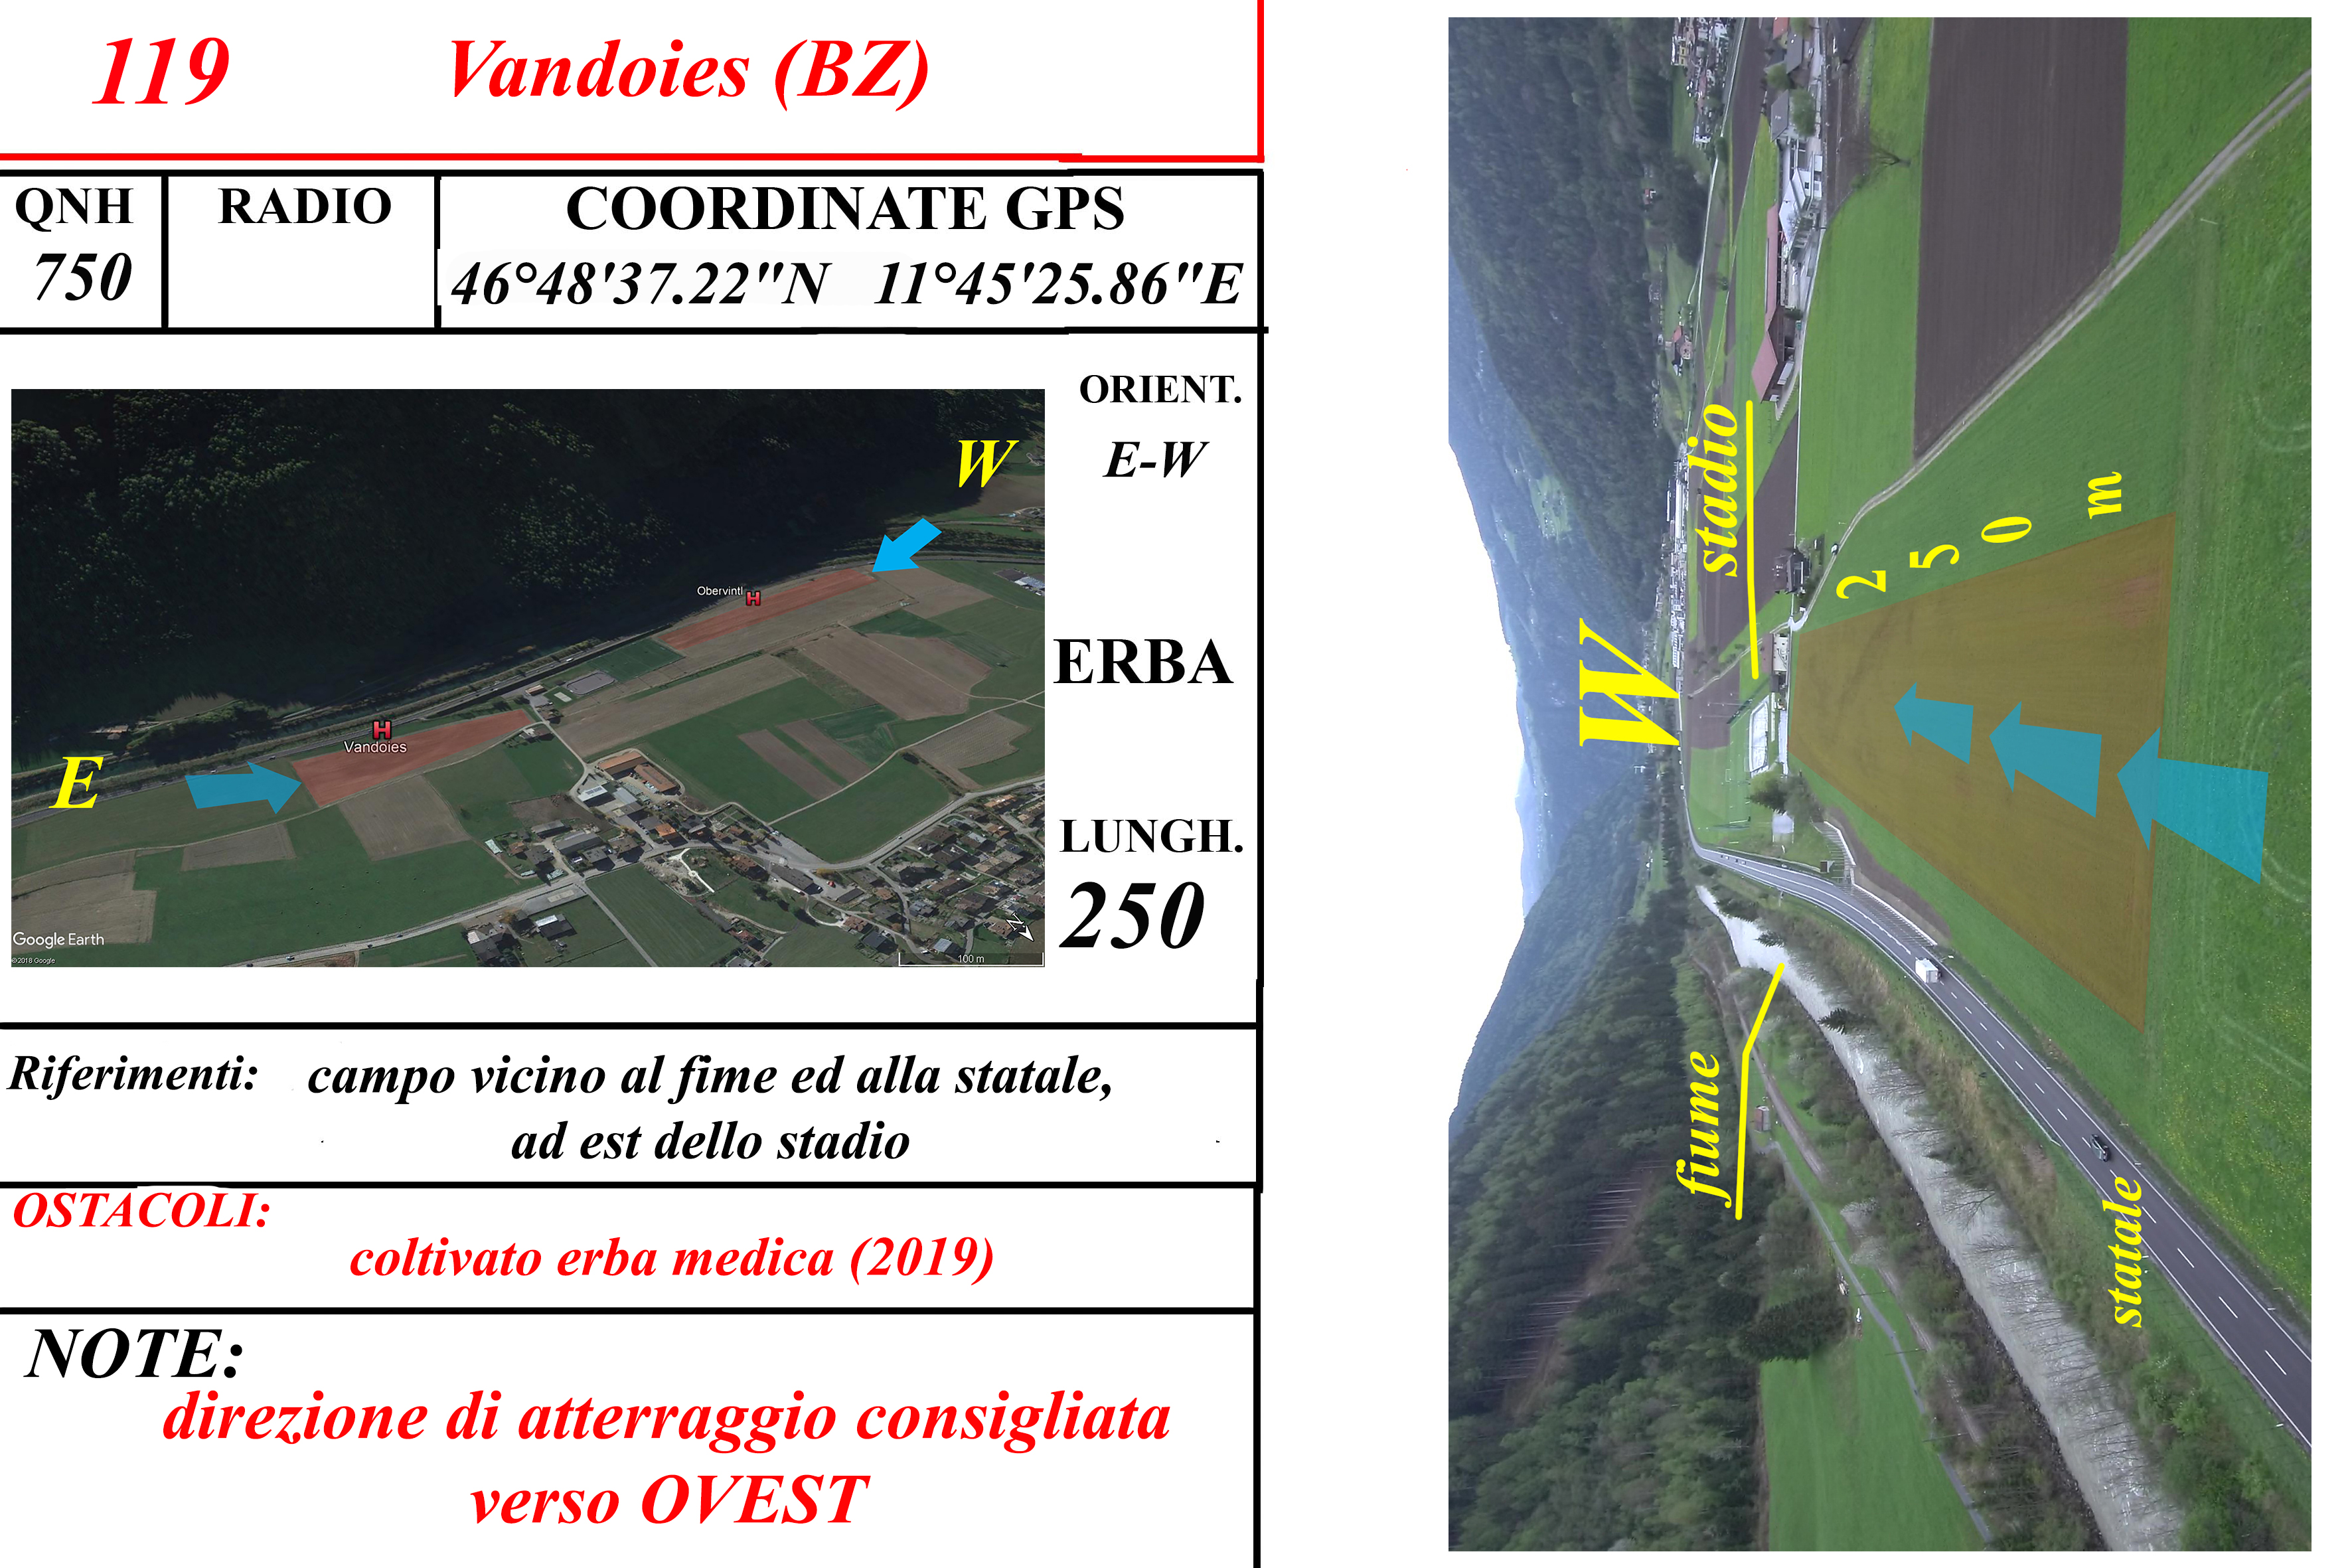 119 Vandoies (BZ)
QNH RADIO COORDINATE GPS
750 46°48'37.22"N 11°45'25.86"E
ORIENT.
E-W
ERBA
LUNGH.
250
W
Obervintl
H
H
Vandoies
E
Google Earth
©2018 Google
100 m
N
Riferimenti: campo vicino al fime ed alla statale,
ad est dello stadio
OSTACOLI:
coltivato erba medica (2019)
NOTE:
direzione di atterraggio consigliata
verso OVEST
W
stadio
250 m
fiume
statale